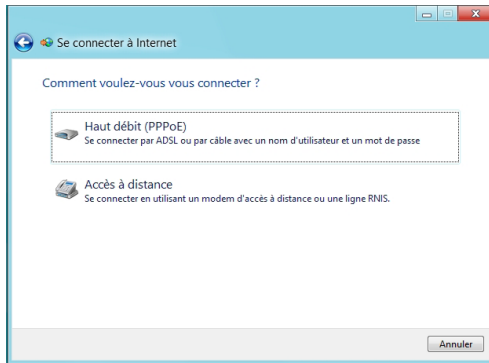 Se connecter à Internet
Comment voulez-vous vous connecter ?
Haut débit (PPPoE)
Se connecter par ADSL ou par câble avec un nom d'utilisateur et un mot de passe
Accès à distance
Se connecter en utilisant un modem d'accès à distance ou une ligne RNIS.
Annuler